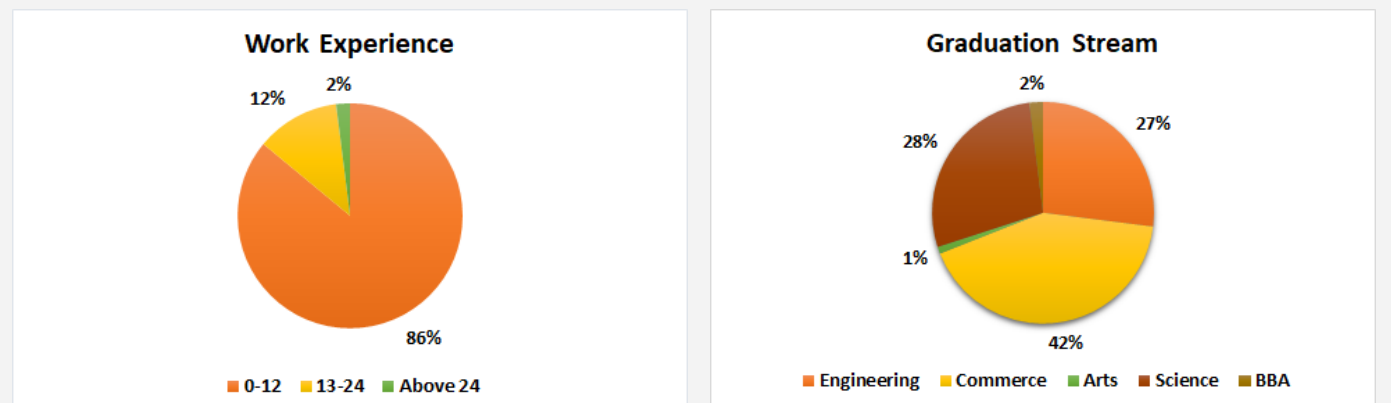 Work Experience
2%
12%
86%
0-12 13-24 Above 24
Graduation Stream
2%
27%
28%
1%
42%
Engineering Commerce Arts Science BBA